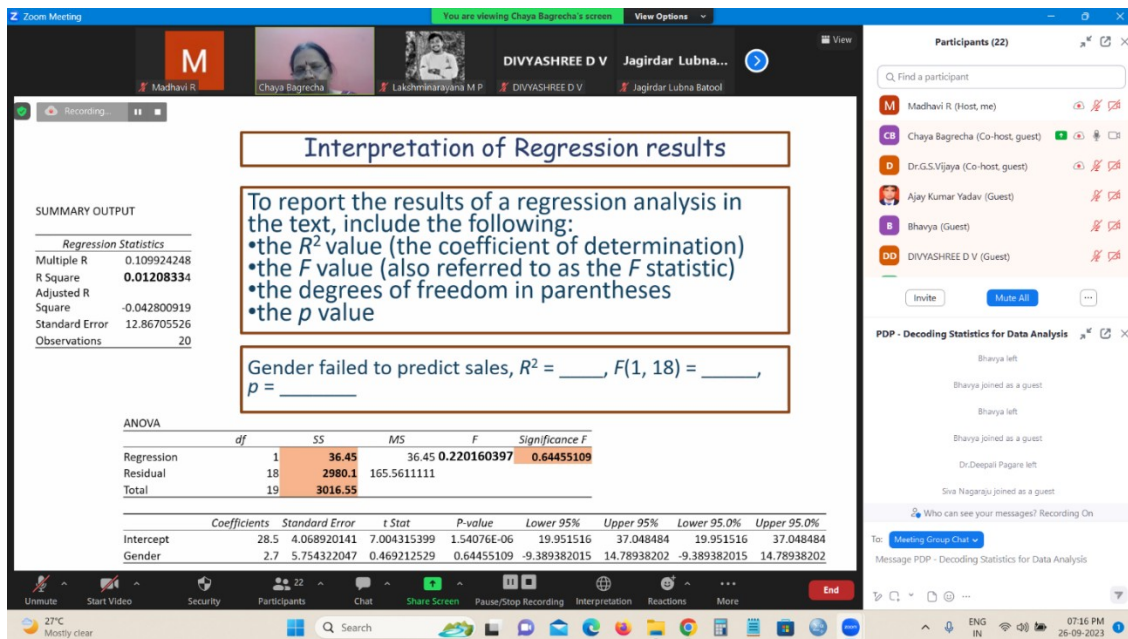 Zoom Meeting
You are viewing Chaya Bagrecha's screen View Options
View
M
Madhavi R
Chaya Bagrecha
Lakshminarayana M P
DIVYASHREE D V
DIVYASHREE D V
Jagirdar Lubna...
Jagirdar Lubna Batool
Recording...
Interpretation of Regression results
To report the results of a regression analysis in
the text, include the following:
•the R² value (the coefficient of determination)
•the F value (also referred to as the F statistic)
•the degrees of freedom in parentheses
•the p value
Gender failed to predict sales, R² = ____, F(1, 18) = _____,
p = _______
SUMMARY OUTPUT
Regression Statistics
Multiple R 0.109924248
R Square 0.01208334
Adjusted R
Square -0.042800919
Standard Error 12.86705526
Observations 20
ANOVA
df SS MS F Significance F
Regression 1 36.45 36.45 0.220160397 0.64455109
Residual 18 2980.1 165.5611111
Total 19 3016.55
Coefficients Standard Error t Stat P-value Lower 95% Upper 95% Lower 95.0% Upper 95.0%
Intercept 28.5 4.068920141 7.004315399 1.54076E-06 19.951516 37.048484 19.951516 37.048484
Gender 2.7 5.754322047 0.469212529 0.64455109 -9.389382015 14.78938202 -9.389382015 14.78938202
Unmute
Start Video
Security
22
Participants
Chat
Share Screen
Pause/Stop Recording
Interpretation
Reactions
More
End
Participants (22)
Find a participant
M Madhavi R (Host, me)
CB Chaya Bagrecha (Co-host, guest)
D Dr.G.S.Vijaya (Co-host, guest)
Ajay Kumar Yadav (Guest)
B Bhavya (Guest)
DD DIVYASHREE D V (Guest)
Invite Mute All
PDP - Decoding Statistics for Data Analysis
Bhavya left
Bhavya joined as a guest
Bhavya left
Bhavya joined as a guest
Dr.Deepali Pagare left
Siva Nagaraju joined as a guest
Who can see your messages? Recording On
To: Meeting Group Chat
Message PDP - Decoding Statistics for Data Analysis
27°C
Mostly clear
Search
zoom
ENG
IN
07:16 PM
26-09-2023
1